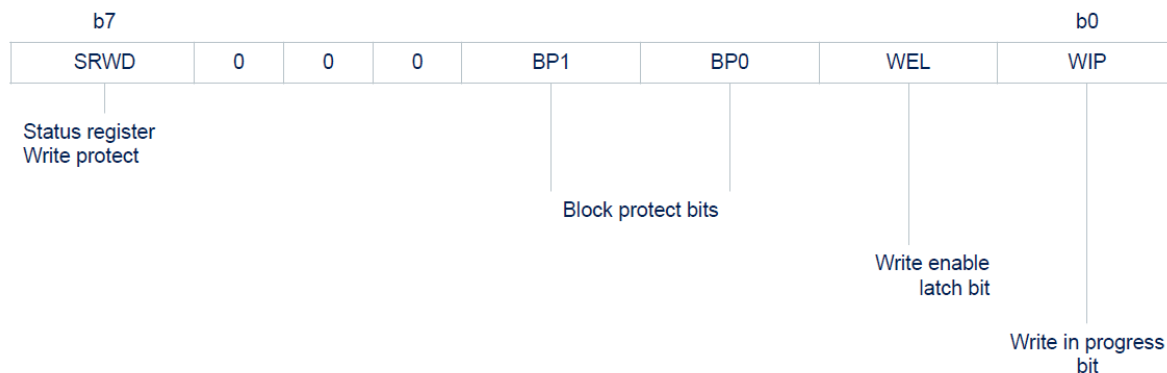 b7 b0
SRWD 0 0 0 BP1 BP0 WEL WIP
Status register
Write protect
Block protect bits
Write enable
latch bit
Write in progress
bit